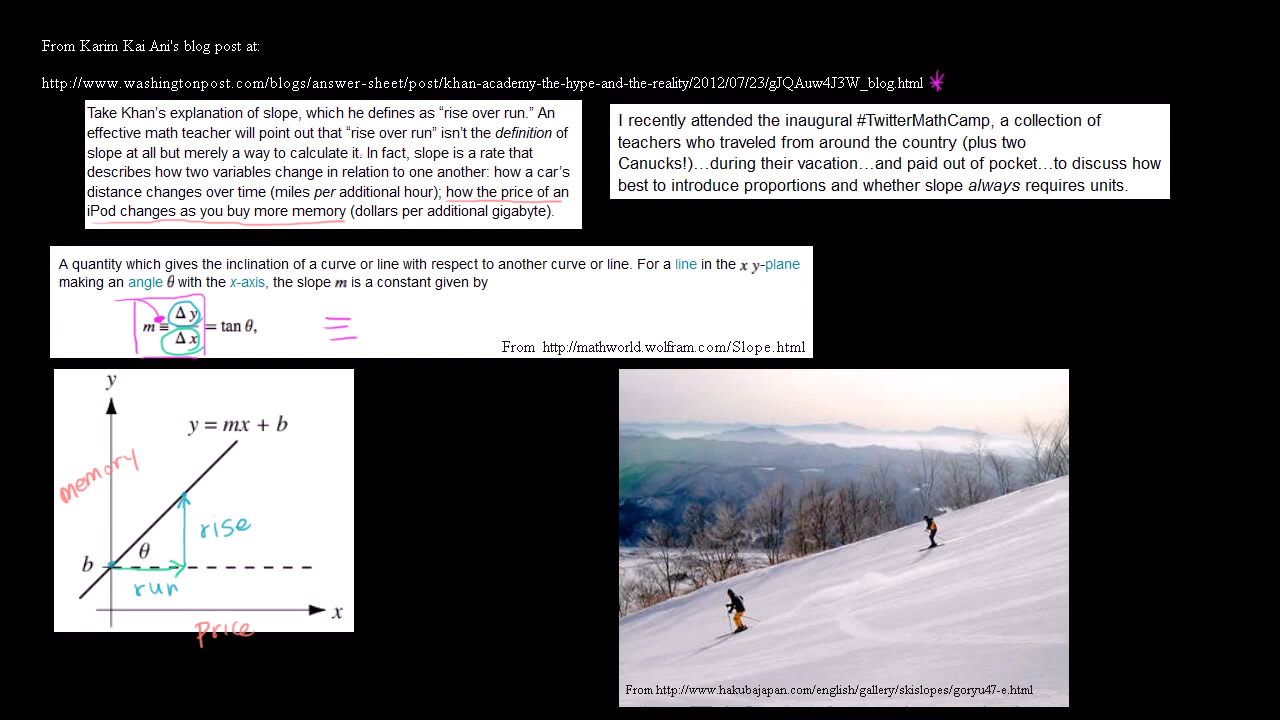 From Karim Kai Ani's blog post at:
http://www.washingtonpost.com/blogs/answer-sheet/post/khan-academy-the-hype-and-the-reality/2012/07/23/gJQAuw4J3W_blog.html *
Take Khan's explanation of slope, which he defines as “rise over run.” An
effective math teacher will point out that “rise over run” isn't the definition of
slope at all but merely a way to calculate it. In fact, slope is a rate that
describes how two variables change in relation to one another: how a car's
distance changes over time (miles per additional hour); how the price of an
iPod changes as you buy more memory (dollars per additional gigabyte).
I recently attended the inaugural #TwitterMathCamp, a collection of
teachers who traveled from around the country (plus two
Canucks!)…during their vacation…and paid out of pocket…to discuss how
best to introduce proportions and whether slope always requires units.
A quantity which gives the inclination of a curve or line with respect to another curve or line. For a line in the x y-plane
making an angle θ with the x-axis, the slope m is a constant given by
m ≡ Δy/Δx = tan θ,
≡
From http://mathworld.wolfram.com/Slope.html
y
y = mx + b
memory
rise
θ
b
run
x
price
From http://www.hakubajapan.com/english/gallery/skislopes/goryu47-e.html